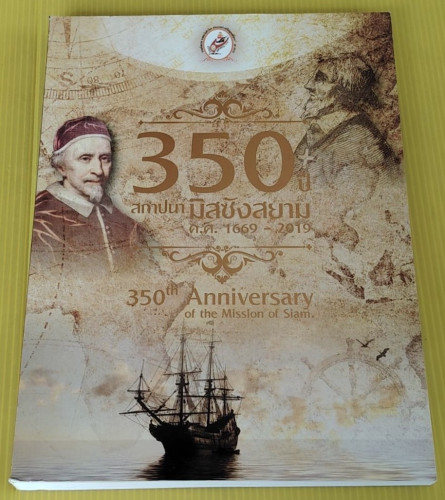 350 ปี
สถาปนา มิสซังสยาม
ค.ศ. 1669 - 2019
350th Anniversary
of the Mission of Siam.